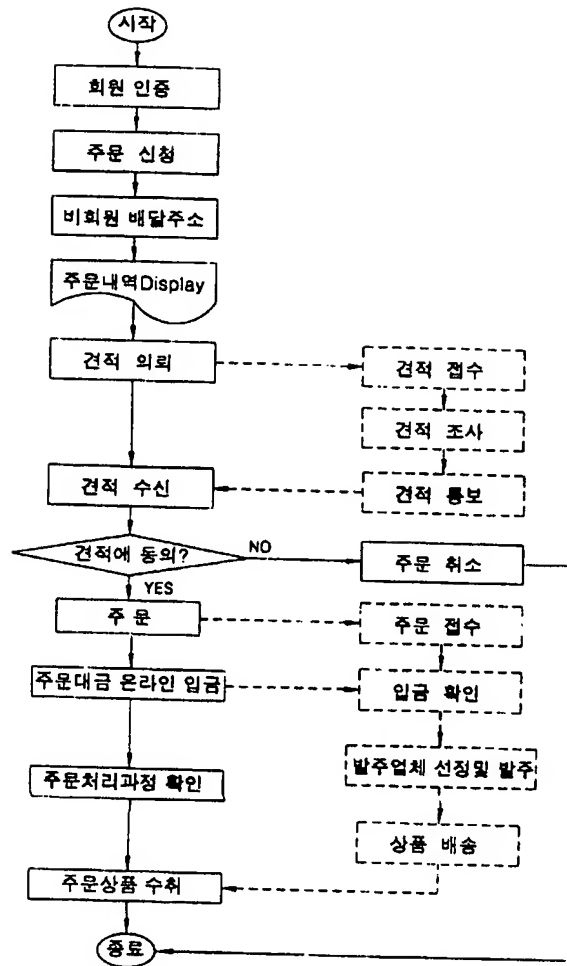 시작
회원 인증
주문 신청
비회원 배달주소
주문내역Display
견적 의뢰
견적 접수
견적 조사
견적 수신
견적 통보
견적에 동의?
NO
주문 취소
YES
주 문
주문 접수
주문대금 온라인 입금
입금 확인
발주업체 선정및 발주
주문처리과정 확인
상품 배송
주문상품 수취
종료